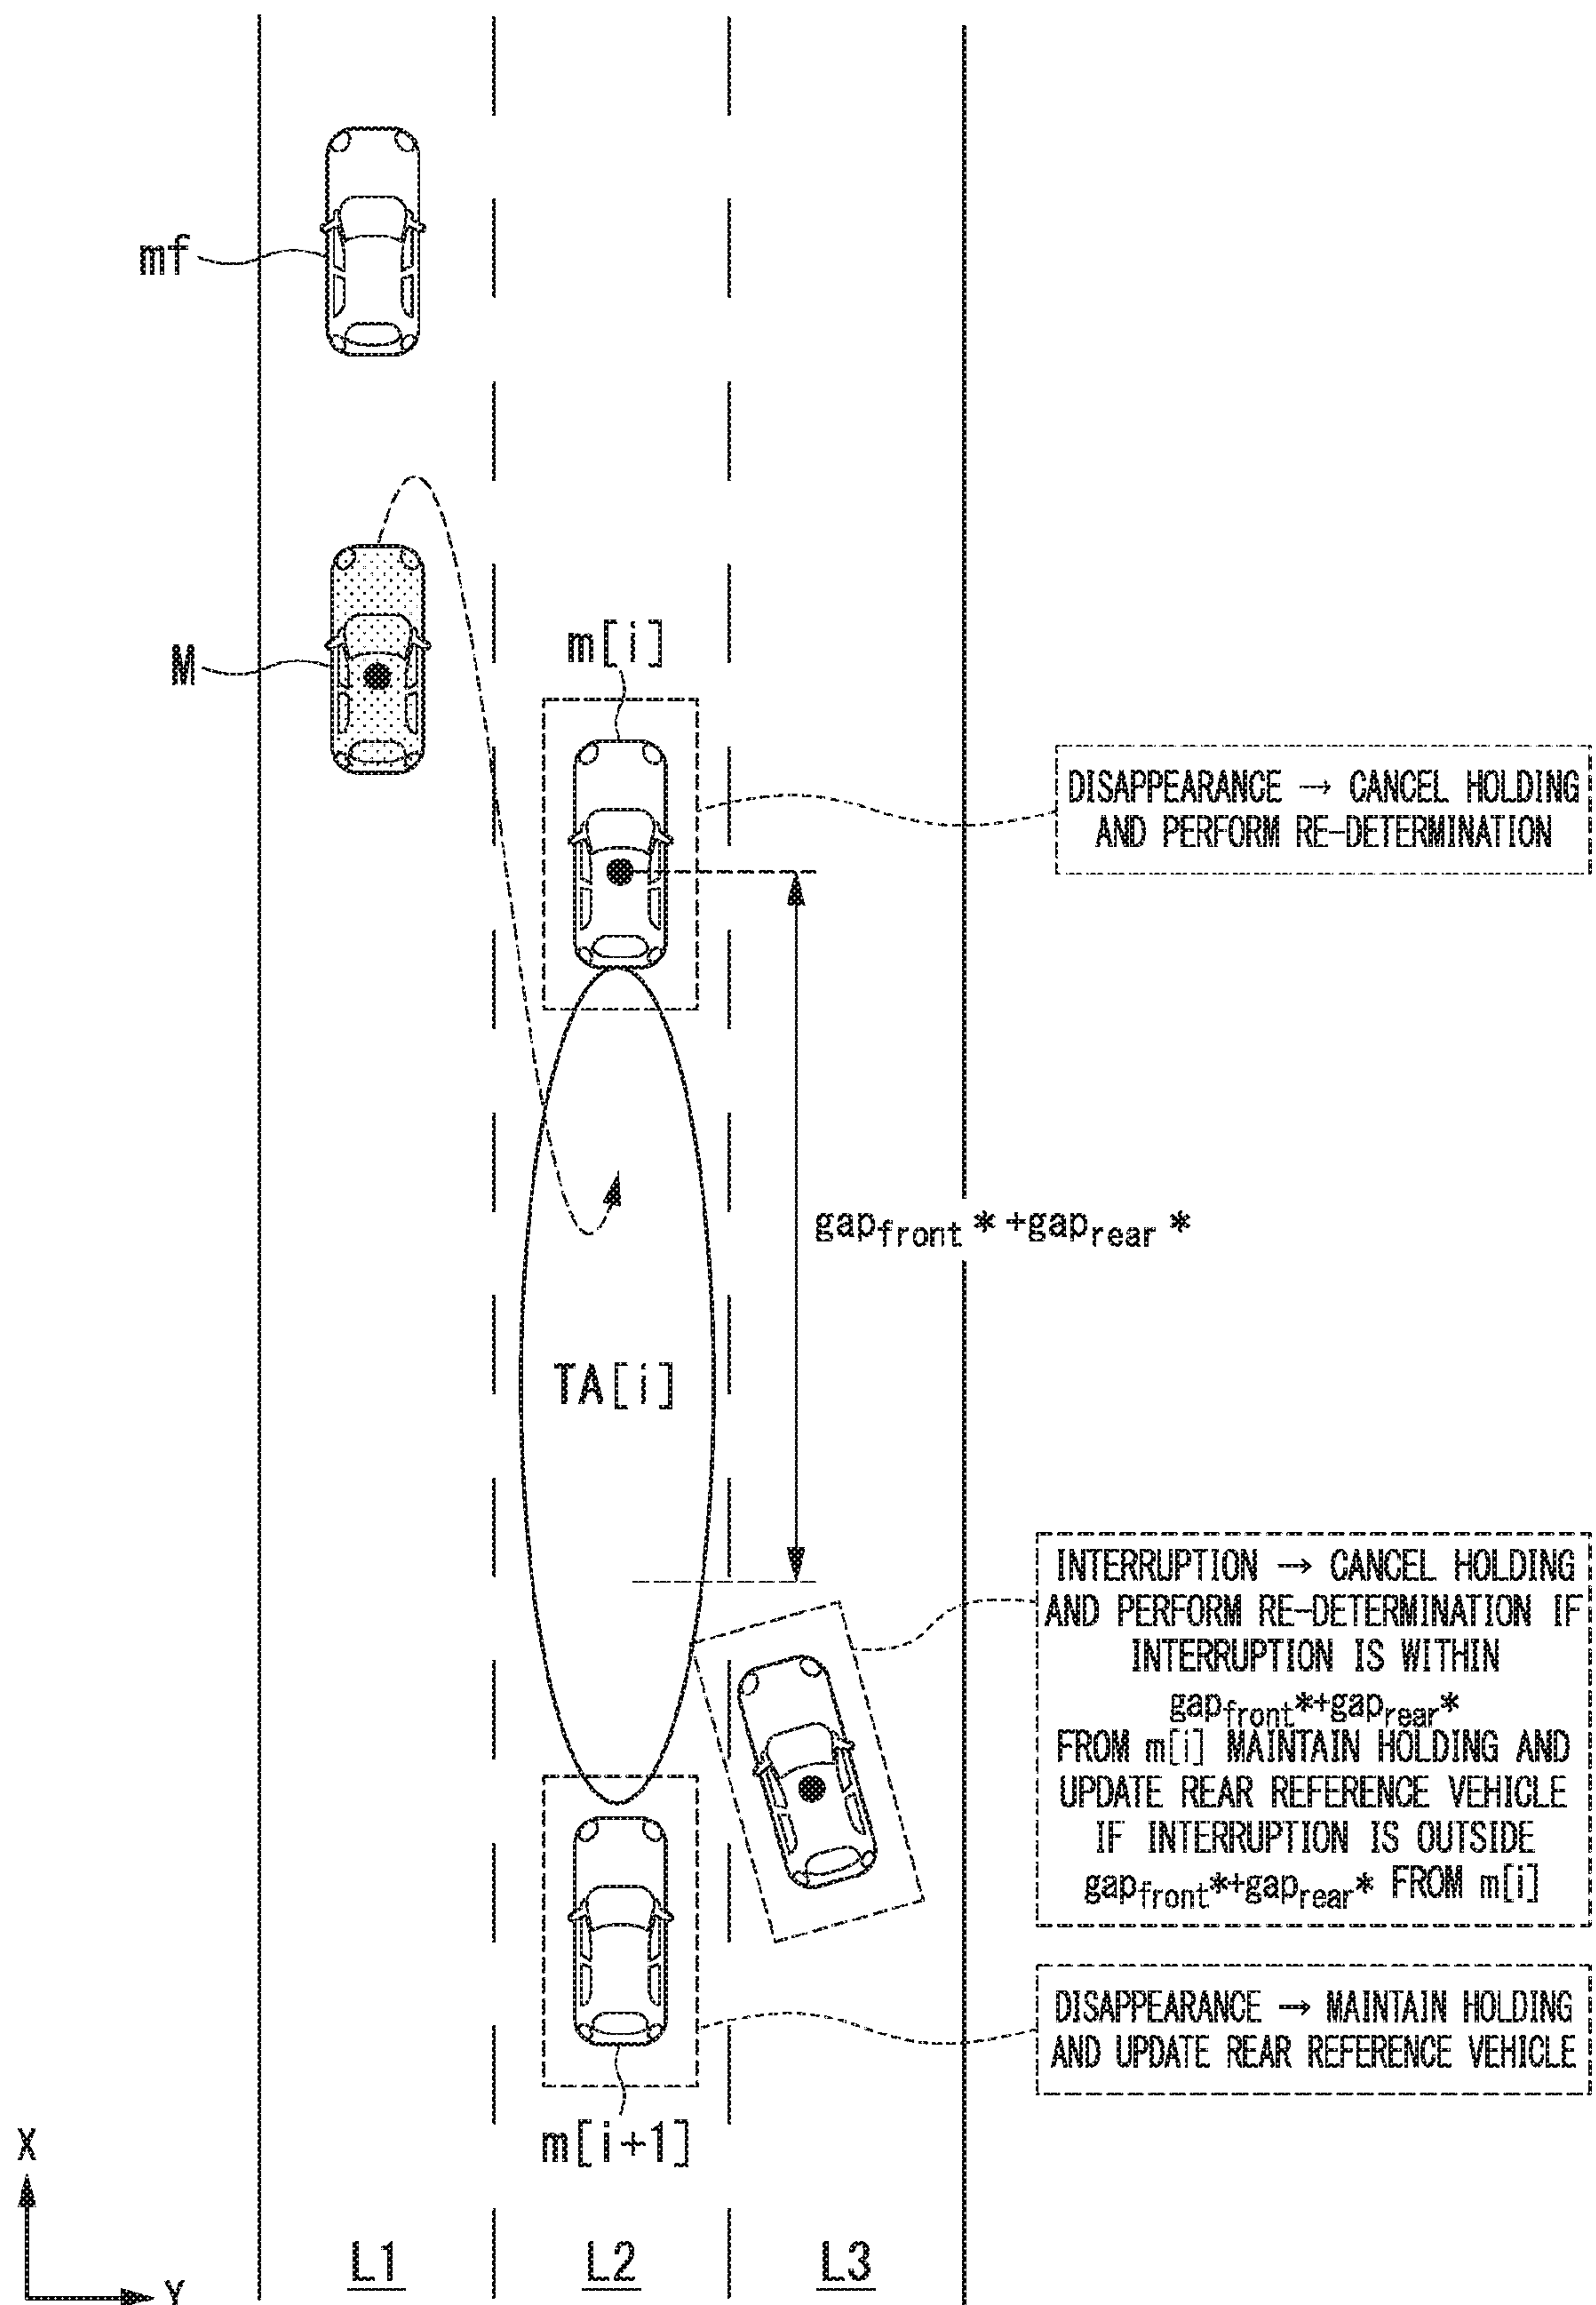 mf
M
m[i]
DISAPPEARANCE → CANCEL HOLDING
AND PERFORM RE-DETERMINATION
gapfront*+gaprear*
TA[i]
INTERRUPTION → CANCEL HOLDING
AND PERFORM RE-DETERMINATION IF
INTERRUPTION IS WITHIN
gapfront*+gaprear*
FROM m[i] MAINTAIN HOLDING AND
UPDATE REAR REFERENCE VEHICLE
IF INTERRUPTION IS OUTSIDE
gapfront*+gaprear* FROM m[i]
DISAPPEARANCE → MAINTAIN HOLDING
AND UPDATE REAR REFERENCE VEHICLE
m[i+1]
X
Y
L1 L2 L3